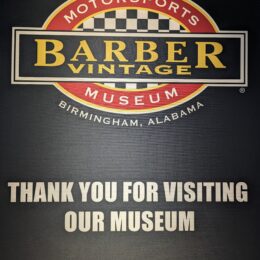 MOTORSPORTS
BARBER
VINTAGE
MUSEUM
®
BIRMINGHAM, ALABAMA
THANK YOU FOR VISITING
OUR MUSEUM